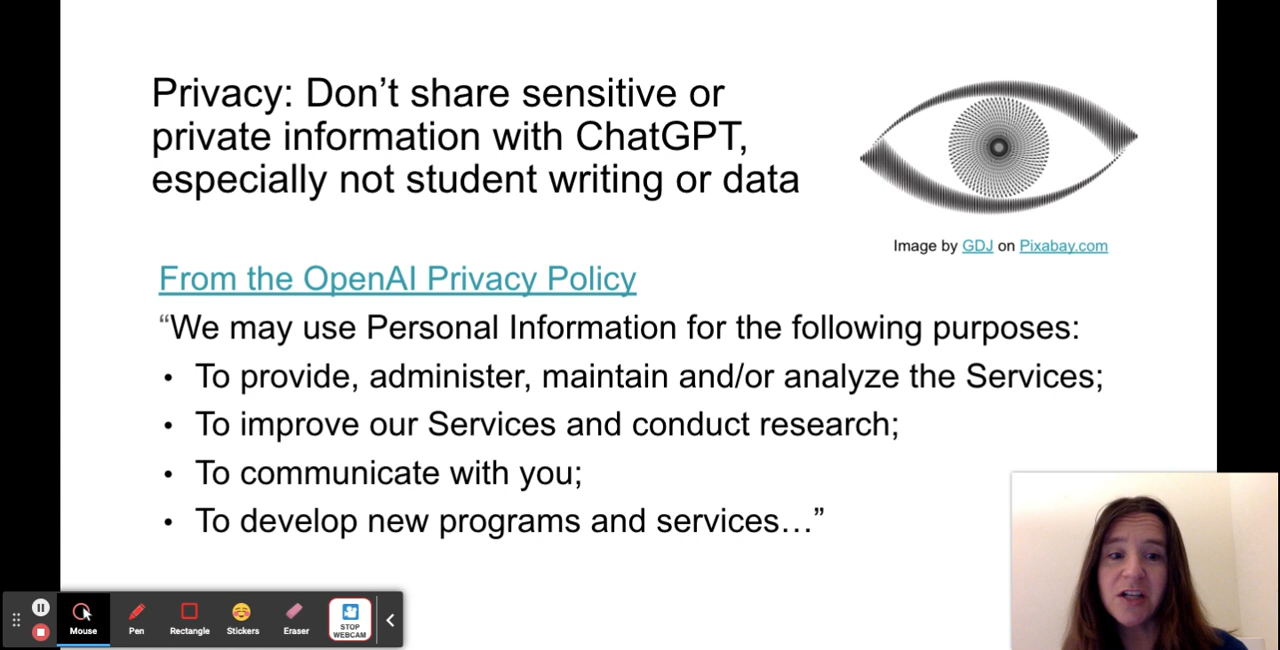 Privacy: Don’t share sensitive or
private information with ChatGPT,
especially not student writing or data
Image by GDJ on Pixabay.com
From the OpenAI Privacy Policy
“We may use Personal Information for the following purposes:
• To provide, administer, maintain and/or analyze the Services;
• To improve our Services and conduct research;
• To communicate with you;
• To develop new programs and services…”
Mouse
Pen
Rectangle
Stickers
Eraser
STOP
WEBCAM